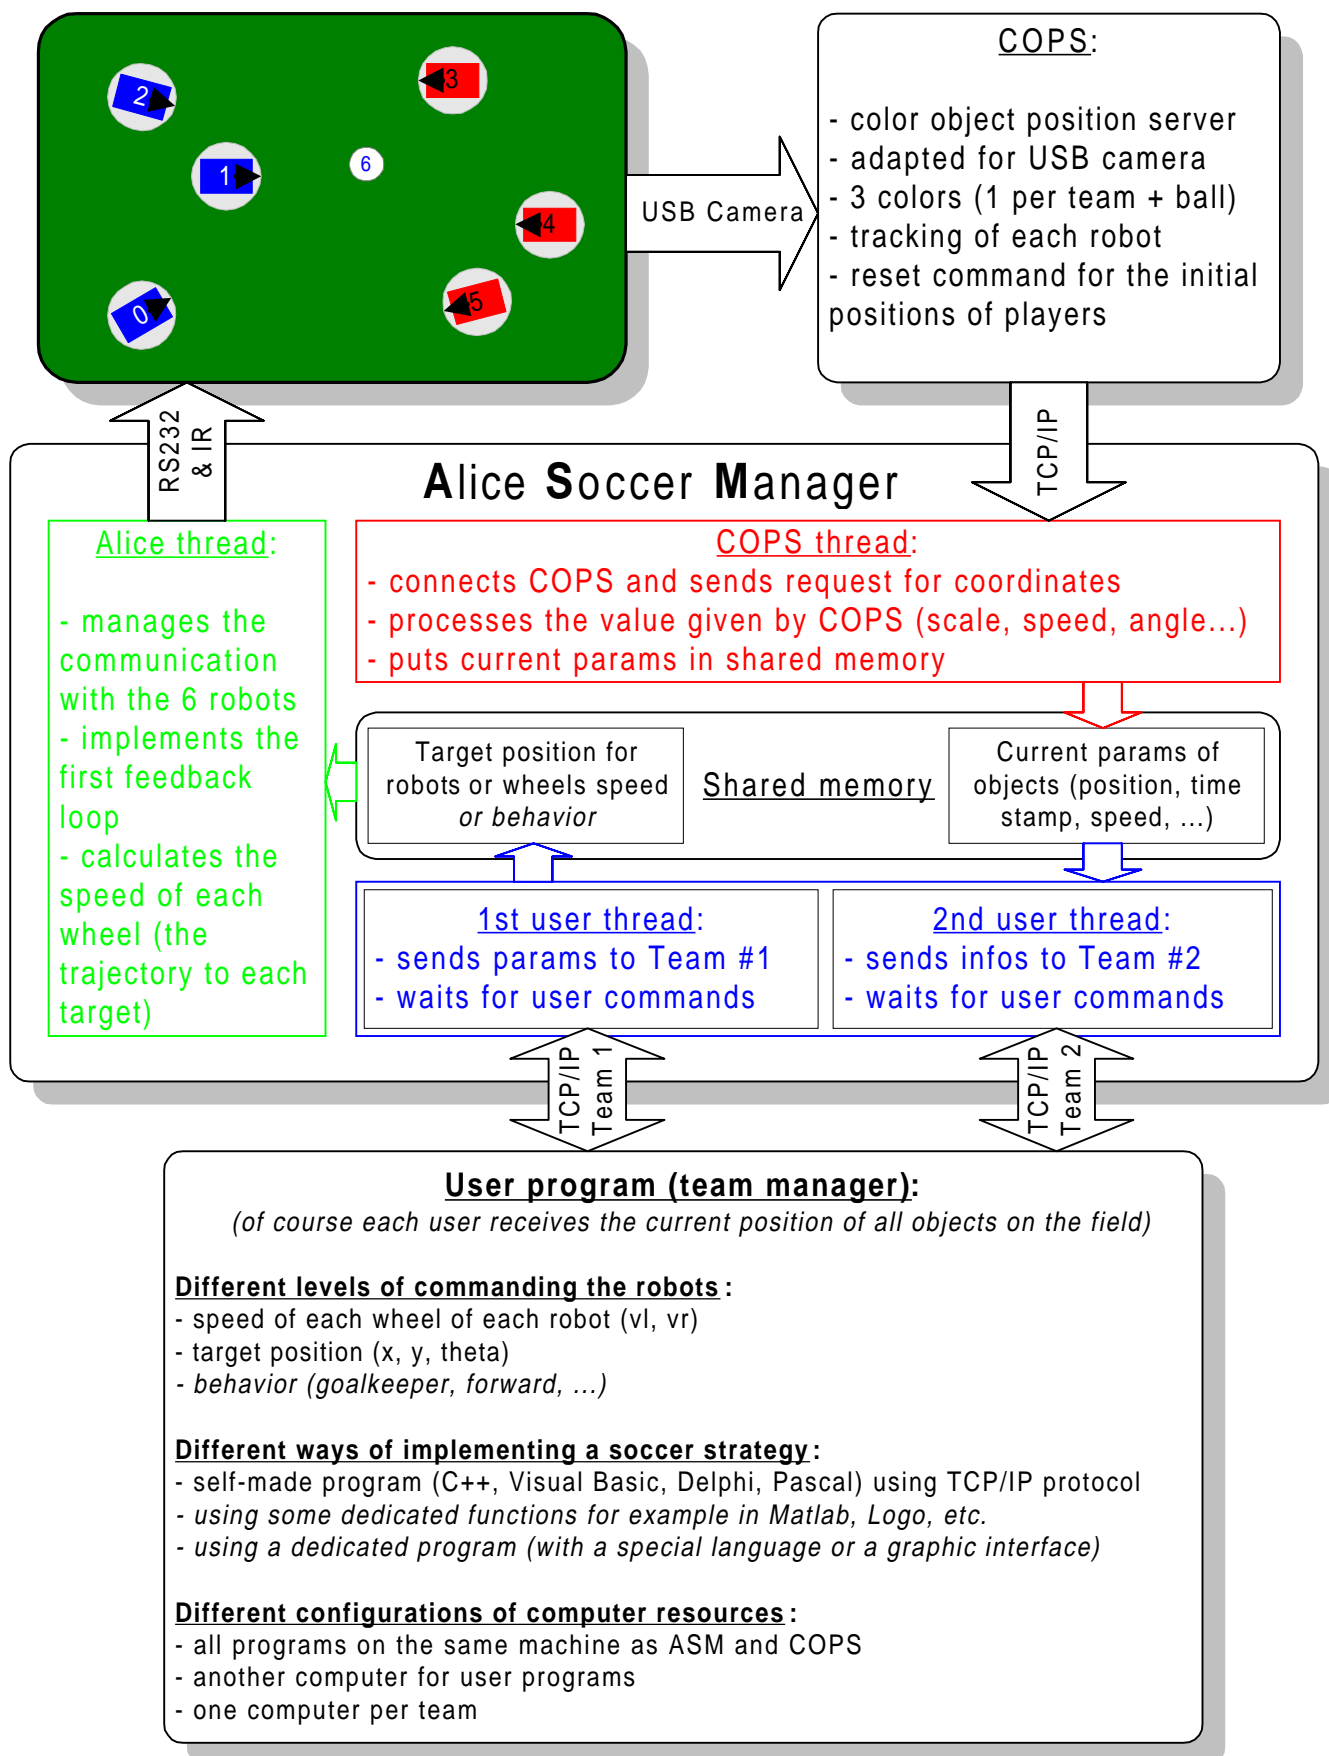 2
3
1
6
4
0
5
USB Camera
COPS:
- color object position server
- adapted for USB camera
- 3 colors (1 per team + ball)
- tracking of each robot
- reset command for the initial
positions of players
RS232
& IR
TCP/IP
Alice Soccer Manager
Alice thread:
- manages the
communication
with the 6 robots
- implements the
first feedback
loop
- calculates the
speed of each
wheel (the
trajectory to each
target)
COPS thread:
- connects COPS and sends request for coordinates
- processes the value given by COPS (scale, speed, angle...)
- puts current params in shared memory
Target position for
robots or wheels speed
or behavior
Shared memory
Current params of
objects (position, time
stamp, speed, ...)
1st user thread:
- sends params to Team #1
- waits for user commands
2nd user thread:
- sends infos to Team #2
- waits for user commands
TCP/IP
Team 1
TCP/IP
Team 2
User program (team manager):
(of course each user receives the current position of all objects on the field)
Different levels of commanding the robots:
- speed of each wheel of each robot (vl, vr)
- target position (x, y, theta)
- behavior (goalkeeper, forward, ...)
Different ways of implementing a soccer strategy:
- self-made program (C++, Visual Basic, Delphi, Pascal) using TCP/IP protocol
- using some dedicated functions for example in Matlab, Logo, etc.
- using a dedicated program (with a special language or a graphic interface)
Different configurations of computer resources:
- all programs on the same machine as ASM and COPS
- another computer for user programs
- one computer per team